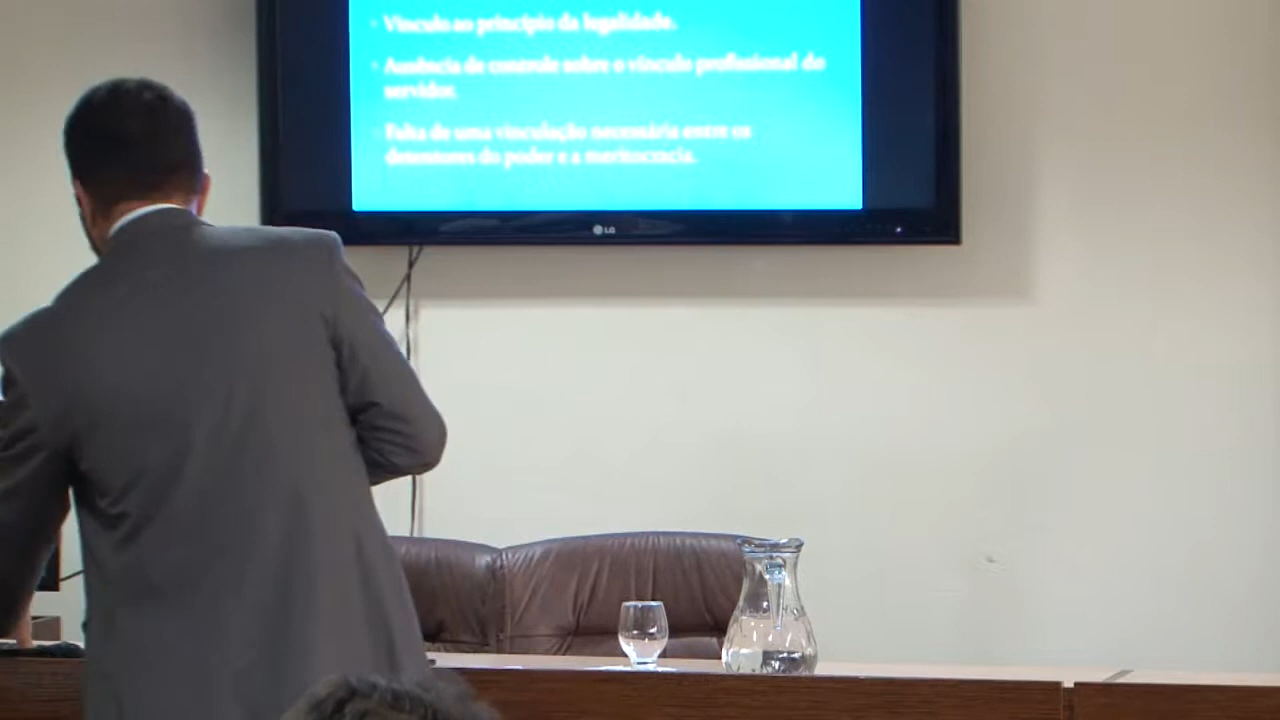 Vínculo ao princípio da legalidade.
Ausência de controle sobre o vínculo profissional do
servidor.
Falta de uma vinculação necessária entre os
detentores do poder e a meritocracia.
LG